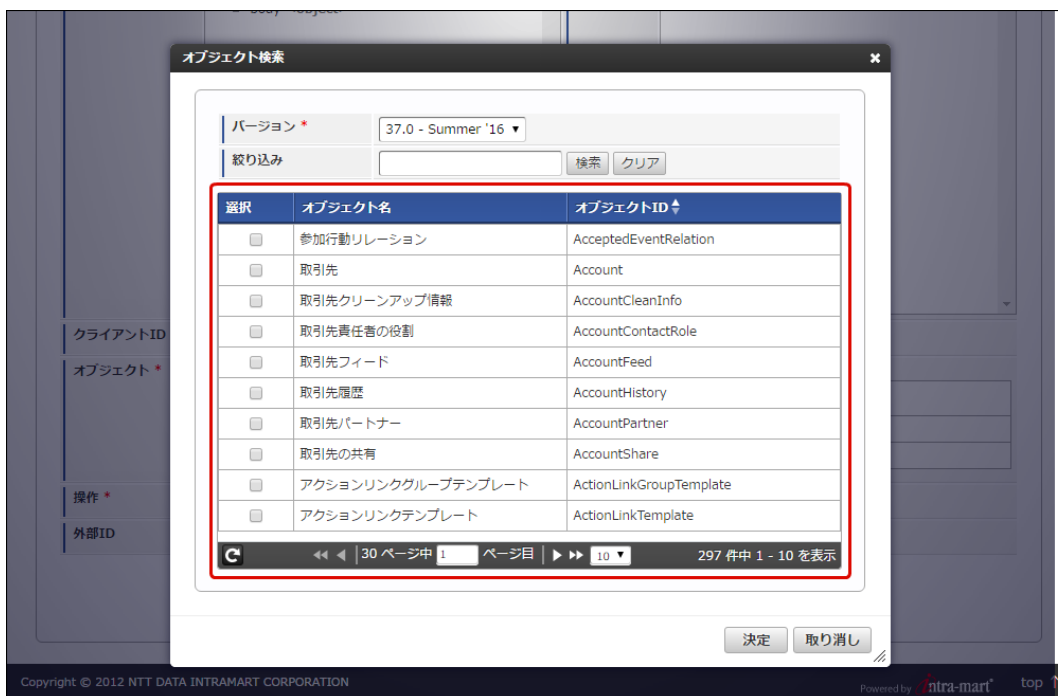 オブジェクト検索 ×
バージョン * 37.0 - Summer '16 ▼
絞り込み 検索 クリア
選択 オブジェクト名 オブジェクトID
参加行動リレーション AcceptedEventRelation
取引先 Account
取引先クリーンアップ情報 AccountCleanInfo
取引先責任者の役割 AccountContactRole
取引先フィード AccountFeed
取引先履歴 AccountHistory
取引先パートナー AccountPartner
取引先の共有 AccountShare
アクションリンクグループテンプレート ActionLinkGroupTemplate
アクションリンクテンプレート ActionLinkTemplate
30 ページ中 1 ページ目 10 ▼ 297 件中 1 - 10 を表示
決定 取り消し
クライアントID
オブジェクト *
操作 *
外部ID
Copyright © 2012 NTT DATA INTRAMART CORPORATION
Powered by intra-mart
top